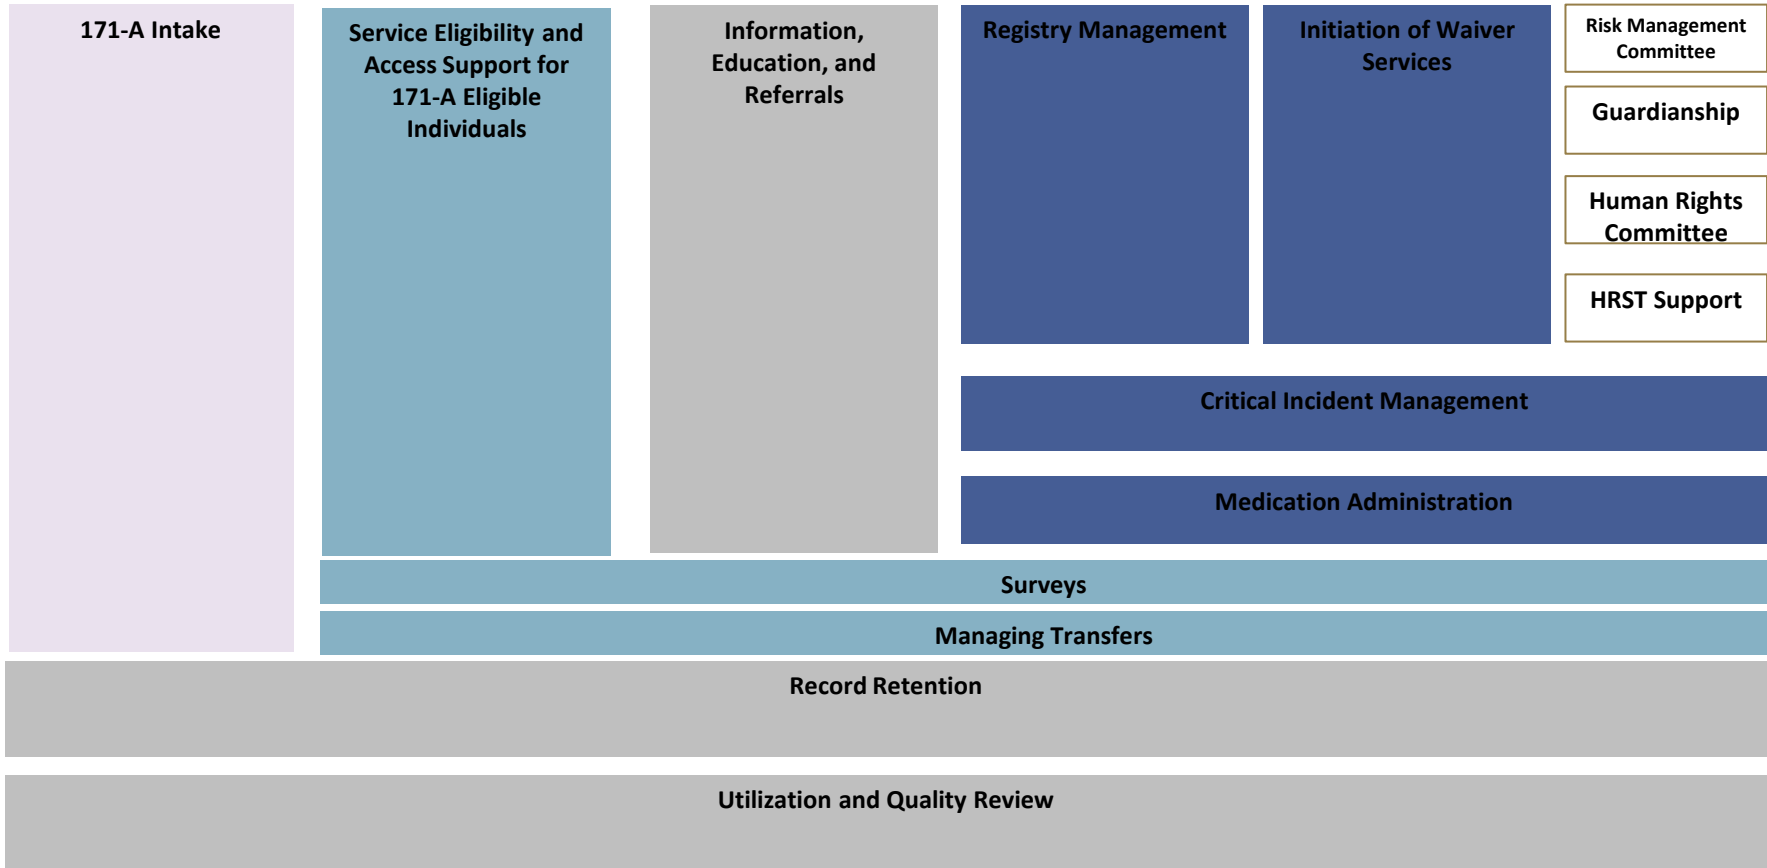 171-A Intake
Service Eligibility and
Access Support for
171-A Eligible
Individuals
Information,
Education, and
Referrals
Registry Management
Initiation of Waiver
Services
Risk Management
Committee
Guardianship
Human Rights
Committee
HRST Support
Critical Incident Management
Medication Administration
Surveys
Managing Transfers
Record Retention
Utilization and Quality Review